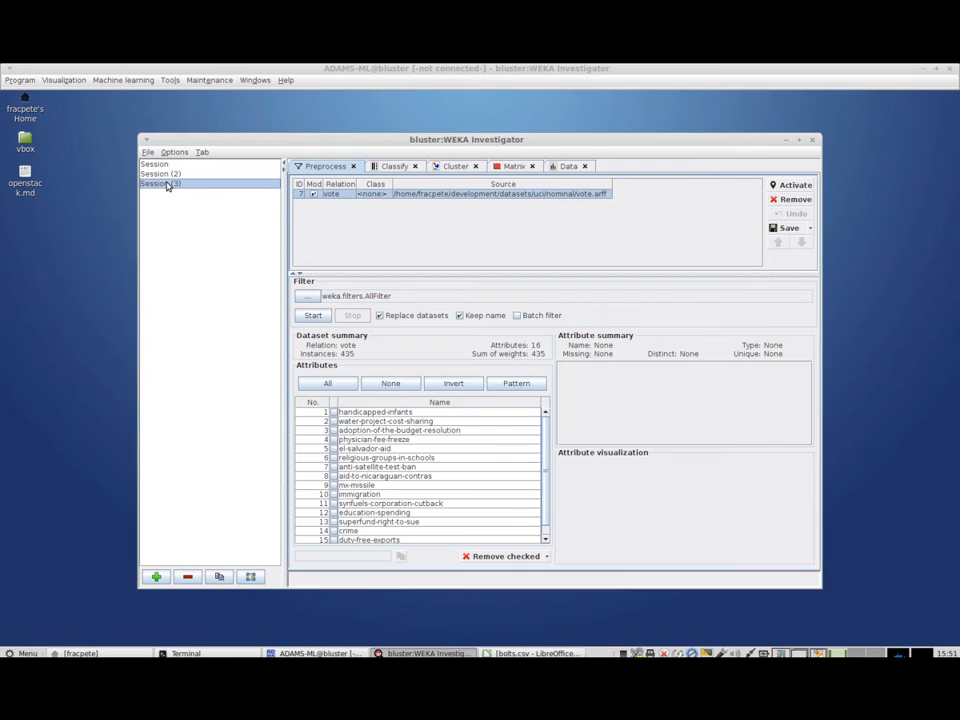 ADAMS-ML@bluster [-not connected-] - bluster:WEKA Investigator
Program Visualization Machine learning Tools Maintenance Windows Help
fracpete's
Home
vbox
openstac
k.md
bluster:WEKA Investigator
File Options Tab
Session
Session (2)
Session (3)
Preprocess Classify Cluster Matrix Data
ID Mod Relation Class Source
7 vote <none> /home/fracpete/development/datasets/uci/nominal/vote.arff
Activate
Remove
Undo
Save
Filter
... weka.filters.AllFilter
Start Stop Replace datasets Keep name Batch filter
Dataset summary
Relation: vote Attributes: 16
Instances: 435 Sum of weights: 435
Attribute summary
Name: None Type: None
Missing: None Distinct: None Unique: None
Attributes
All None Invert Pattern
No. Name
1 handicapped-infants
2 water-project-cost-sharing
3 adoption-of-the-budget-resolution
4 physician-fee-freeze
5 el-salvador-aid
6 religious-groups-in-schools
7 anti-satellite-test-ban
8 aid-to-nicaraguan-contras
9 mx-missile
10 immigration
11 synfuels-corporation-cutback
12 education-spending
13 superfund-right-to-sue
14 crime
15 duty-free-exports
Remove checked
Attribute visualization
Menu [fracpete] Terminal ADAMS-ML@bluster [-... bluster:WEKA Investig... [bolts.csv - LibreOffice... 15:51